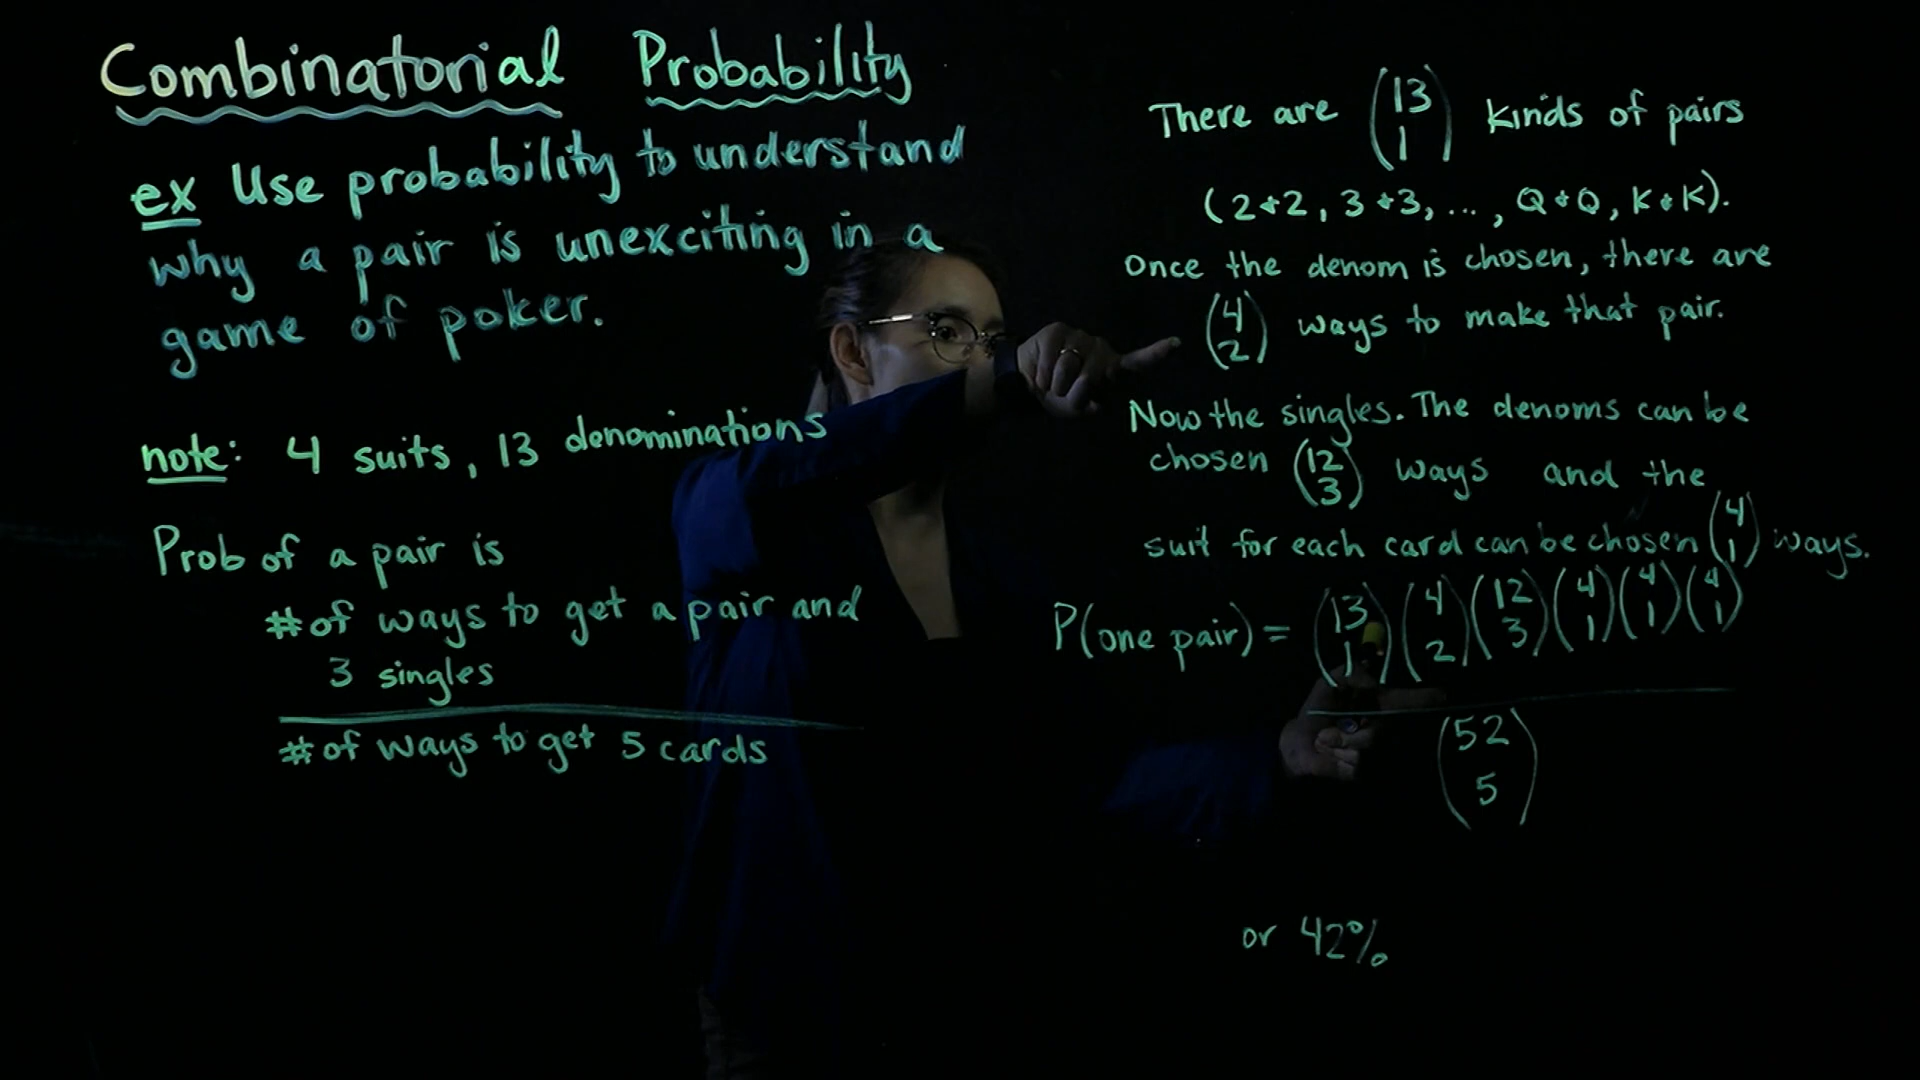 Combinatorial Probability
ex Use probability to understand
why a pair is unexciting in a
game of poker.
note: 4 suits, 13 denominations
Prob of a pair is
# of ways to get a pair and
3 singles
# of ways to get 5 cards
There are (13 1) kinds of pairs
(2+2, 3+3, ..., Q+Q, K+K).
Once the denom is chosen, there are
(4 2) ways to make that pair.
Now the singles. The denoms can be
chosen (12 3) ways and the
suit for each card can be chosen (4 1) ways.
P(one pair) = (13 1)(4 2)(12 3)(4 1)(4 1)(4 1)
(52 5)
or 42%